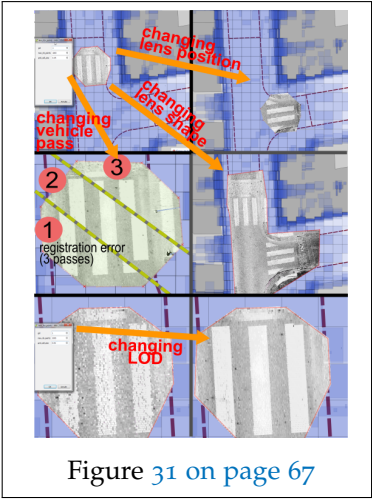 changing
lens position
changing
lens shape
changing
vehicle
pass
3
2
1
registration error
(3 passes)
changing
LOD
Figure 31 on page 67